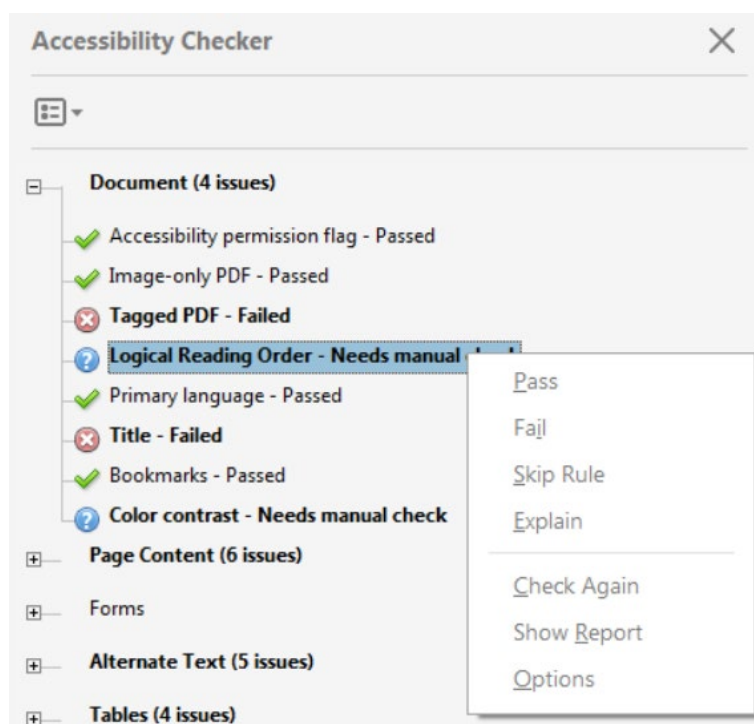 Accessibility Checker
Document (4 issues)
Accessibility permission flag - Passed
Image-only PDF - Passed
Tagged PDF - Failed
Logical Reading Order - Needs manual
Primary language - Passed
Title - Failed
Bookmarks - Passed
Color contrast - Needs manual check
Page Content (6 issues)
Forms
Alternate Text (5 issues)
Tables (4 issues)
Pass
Fail
Skip Rule
Explain
Check Again
Show Report
Options